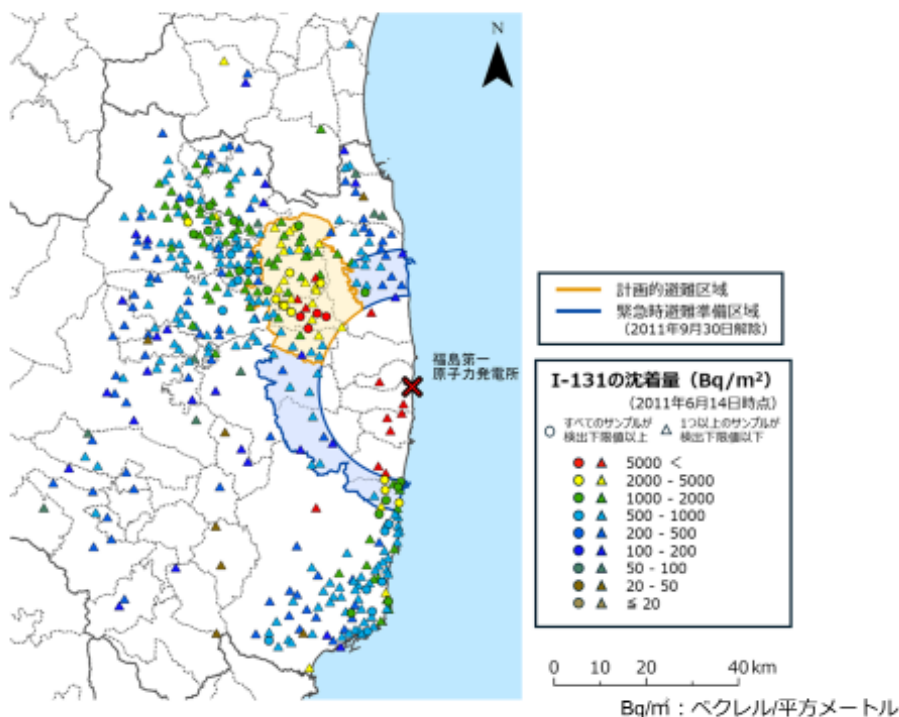 N
計画的避難区域
緊急時避難準備区域
(2011年9月30日解除)
福島第一
原子力発電所
I-131の沈着量（Bq/m²）
（2011年6月14日時点）
すべてのサンプルが
検出下限値以上
1つ以上のサンプルが
検出下限値以下
5000 <
2000 - 5000
1000 - 2000
500 - 1000
200 - 500
100 - 200
50 - 100
20 - 50
≦ 20
0 10 20 40 km
Bq/㎡：ベクレル/平方メートル